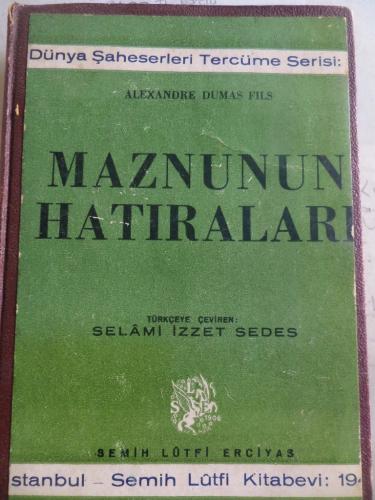 Dünya Şaheserleri Tercüme Serisi:
ALEXANDRE DUMAS FILS
MAZNUNUN
HATIRALARI
TÜRKÇEYE ÇEVİREN:
SELÂMİ İZZET SEDES
SEMİH LÛTFİ ERCİYAS
stanbul - Semih Lûtfi Kitabevi: 194